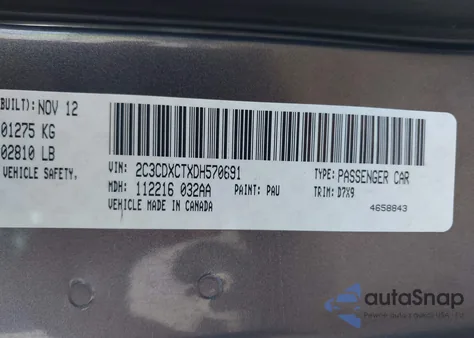 BUILT): NOV 12
01275 KG
02810 LB
VEHICLE SAFETY,
VIN: 2C3CDXCTXDH570691
TYPE: PASSENGER CAR
MDH: 112216 032AA
PAINT: PAU
TRIM: D7X9
VEHICLE MADE IN CANADA
4658843
autoSnap